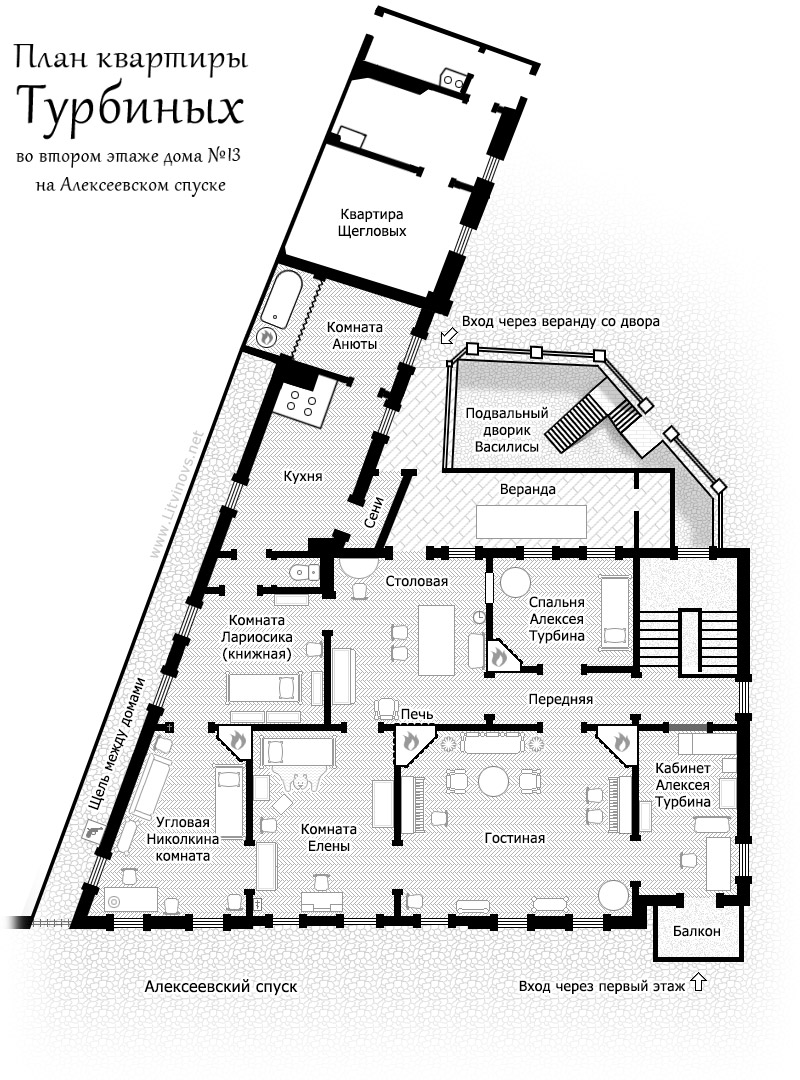 План квартиры
Турбиных
во втором этаже дома №13
на Алексеевском спуске
Квартира
Щегловых
Вход через веранду со двора
Комната
Анюты
Подвальный
дворик
Василисы
Кухня
Сени
Веранда
www.Litvinovs.net
Столовая
Спальня
Алексея
Турбина
Комната
Лариосика
(книжная)
Передняя
Печь
Щель между домами
Кабинет
Алексея
Турбина
Угловая
Николкина
комната
Комната
Елены
Гостиная
Балкон
Алексеевский спуск
Вход через первый этаж